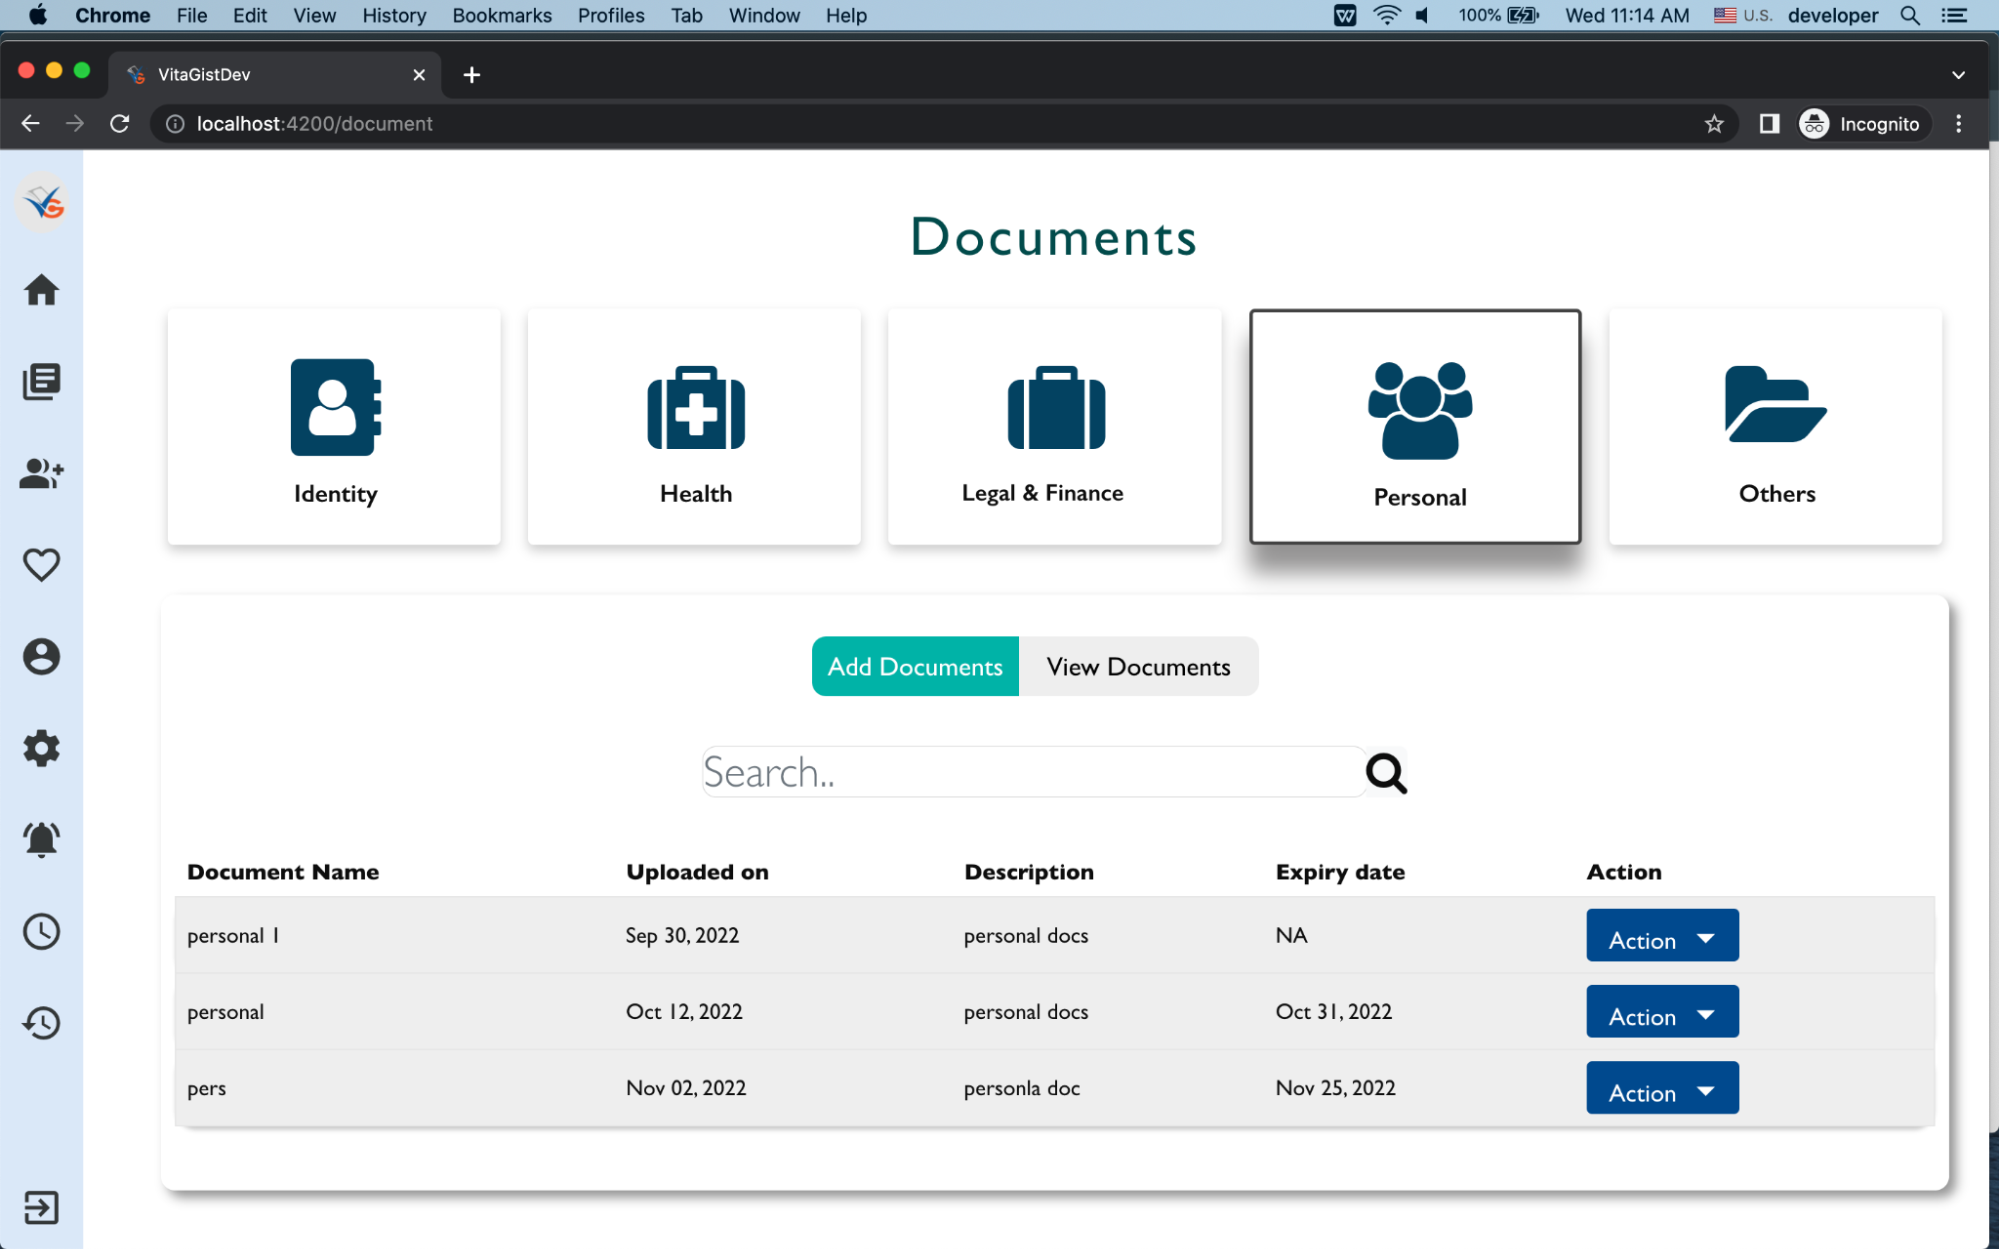 Chrome File Edit View History Bookmarks Profiles Tab Window Help 100% Wed 11:14 AM U.S. developer
VitaGistDev
localhost:4200/document Incognito
Documents
Identity Health Legal & Finance Personal Others
Add Documents View Documents
Search..
Document Name Uploaded on Description Expiry date Action
personal 1 Sep 30, 2022 personal docs NA Action
personal Oct 12, 2022 personal docs Oct 31, 2022 Action
pers Nov 02, 2022 personla doc Nov 25, 2022 Action